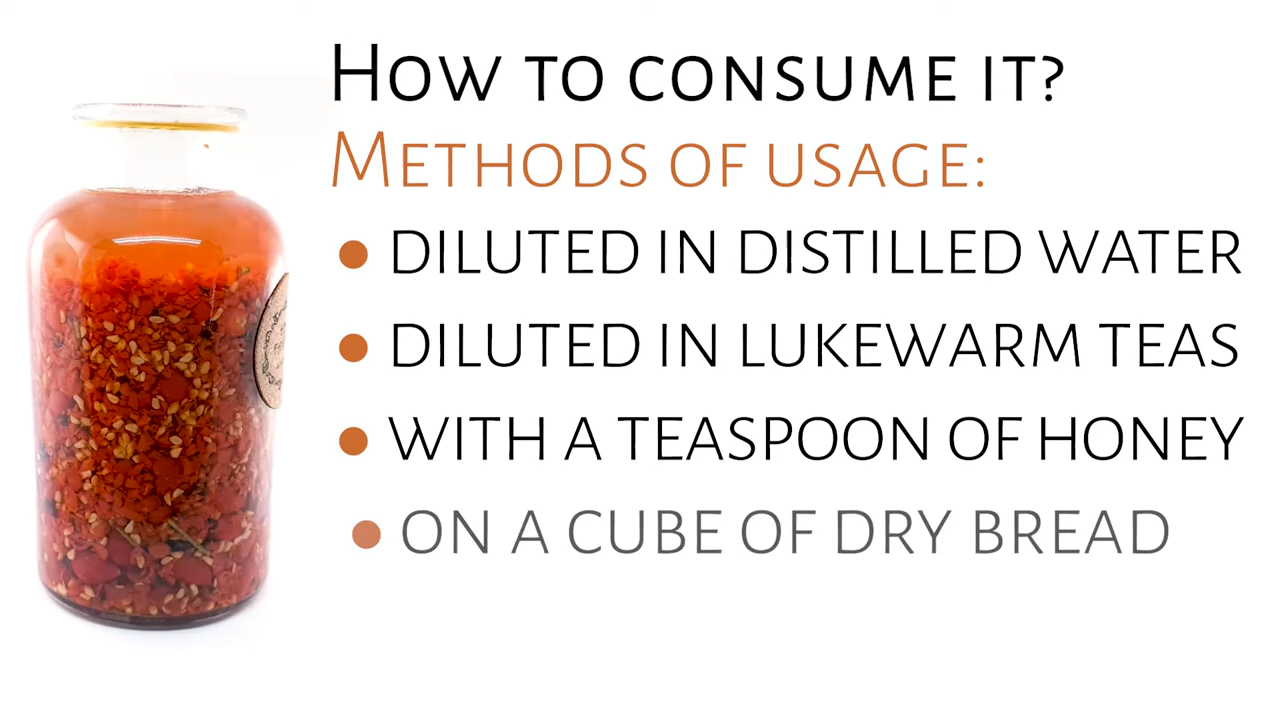 How to consume it?
Methods of usage:
• DILUTED IN DISTILLED WATER
• DILUTED IN LUKEWARM TEAS
• WITH A TEASPOON OF HONEY
• ON A CUBE OF DRY BREAD